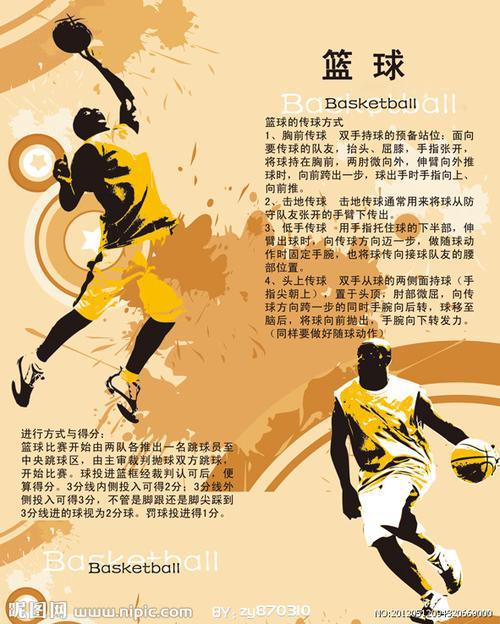 篮 球
Basketball
Basketball
篮球的传球方式
1、胸前传球　双手持球的预备站位：面向
要传球的队友，抬头、屈膝，手指张开，
将球持在胸前，两肘微向外，伸臂向外推
球时，向前跨出一步，球出手时手指向上、
向前推。
2、击地传球　击地传球通常用来将球从防
守队友张开的手臂下传出。
3、低手传球　用手指托住球的下半部，伸
臂出球时，向传球方向迈一步，做随球动
作时固定手腕，也将球传向接球队友的腰
部位置。
4、头上传球　双手从球的两侧面持球（手
指尖朝上），置于头顶，肘部微屈，向传
球方向跨一步的同时手腕向后转，球移至
脑后，将球向前抛出，手腕向下转发力。
（同样要做好随球动作）
进行方式与得分：
篮球比赛开始由两队各推出一名跳球员至
中央跳球区，由主审裁判抛球双方跳球，
开始比赛。球投进篮框经裁判认可后，便
算得分。3分线内侧投入可得2分；3分线外
侧投入可得3分，不管是脚跟还是脚尖踩到
3分线进的球视为2分球。罚球投进得1分。
Basketball
Basketball
昵图网 www.nipic.com BY: zy870310
NO:20120512094320669000